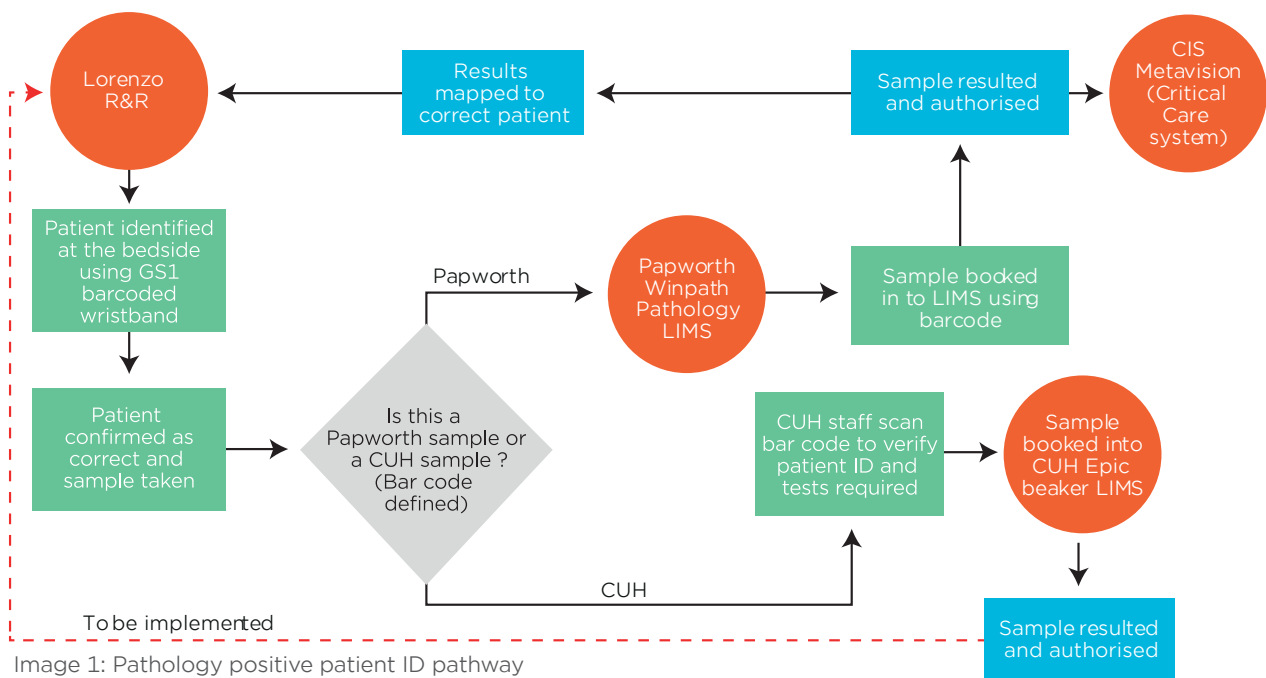 Lorenzo
R&R
Results
mapped to
correct patient
Sample resulted
and authorised
CIS
Metavision
(Critical
Care
system)
Patient identified
at the bedside
using GS1
barcoded
wristband
Papworth
Papworth
Winpath
Pathology
LIMS
Sample booked
in to LIMS using
barcode
Patient
confirmed as
correct and
sample taken
Is this a
Papworth sample or
a CUH sample ?
(Bar code
defined)
CUH staff scan
bar code to verify
patient ID and
tests required
Sample
booked into
CUH Epic
beaker LIMS
CUH
To be implemented
Sample resulted
and authorised
Image 1: Pathology positive patient ID pathway